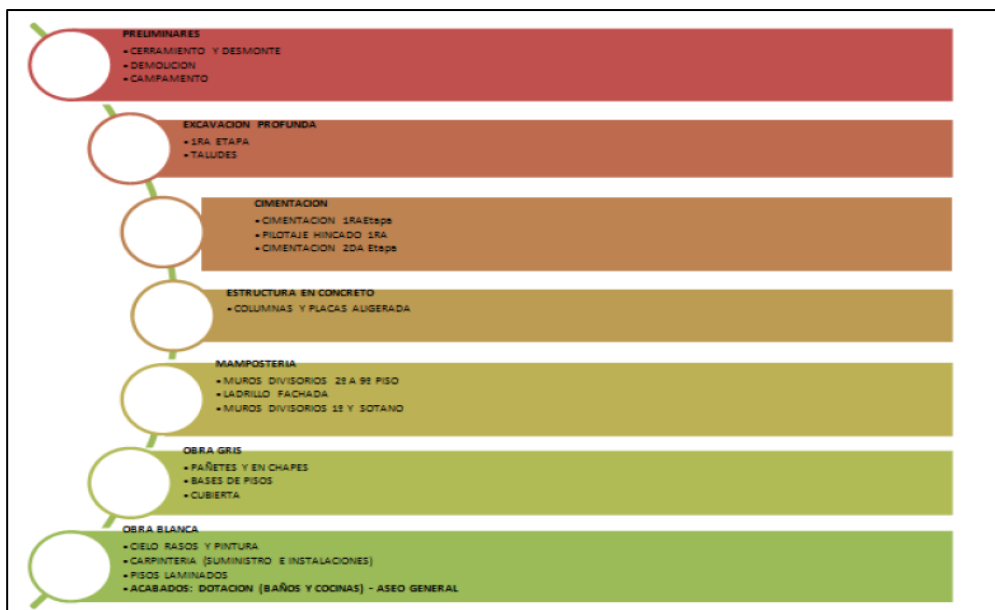 PRELIMINARES
• CERRAMIENTO Y DESMONTE
• DEMOLICION
• CAMPAMENTO
EXCAVACION PROFUNDA
• 1RA ETAPA
• TALUDES
CIMENTACION
• CIMENTACION 1RAEtapa
• PILOTAJE HINCADO 1RA
• CIMENTACION 2DA Etapa
ESTRUCTURA EN CONCRETO
• COLUMNAS Y PLACAS ALIGERADA
MAMPOSTERIA
• MUROS DIVISORIOS 2º A 9º PISO
• LADRILLO FACHADA
• MUROS DIVISORIOS 1º Y SOTANO
OBRA GRIS
• PAÑETES Y EN CHAPES
• BASES DE PISOS
• CUBIERTA
OBRA BLANCA
• CIELO RASOS Y PINTURA
• CARPINTERIA (SUMINISTRO E INSTALACIONES)
• PISOS LAMINADOS
• ACABADOS: DOTACION (BAÑOS Y COCINAS) - ASEO GENERAL